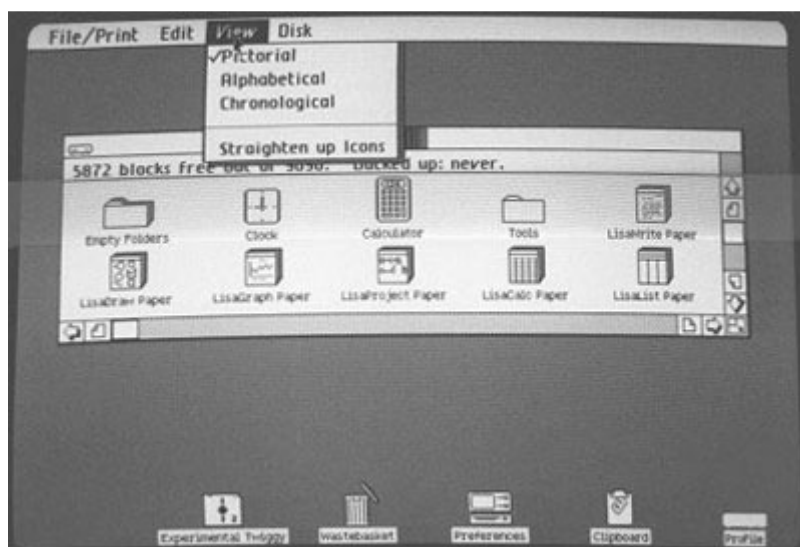 File/Print Edit View Disk
✓Pictorial
Alphabetical
Chronological
Straighten up Icons
5872 blocks free out of Backed up: never.
Empty Folders Clock Calculator Tools LisaWrite Paper
LisaDraw Paper LisaGraph Paper LisaProject Paper LisaCalc Paper LisaList Paper
Experimental Twiggy Wastebasket Preferences Clipboard ProFile